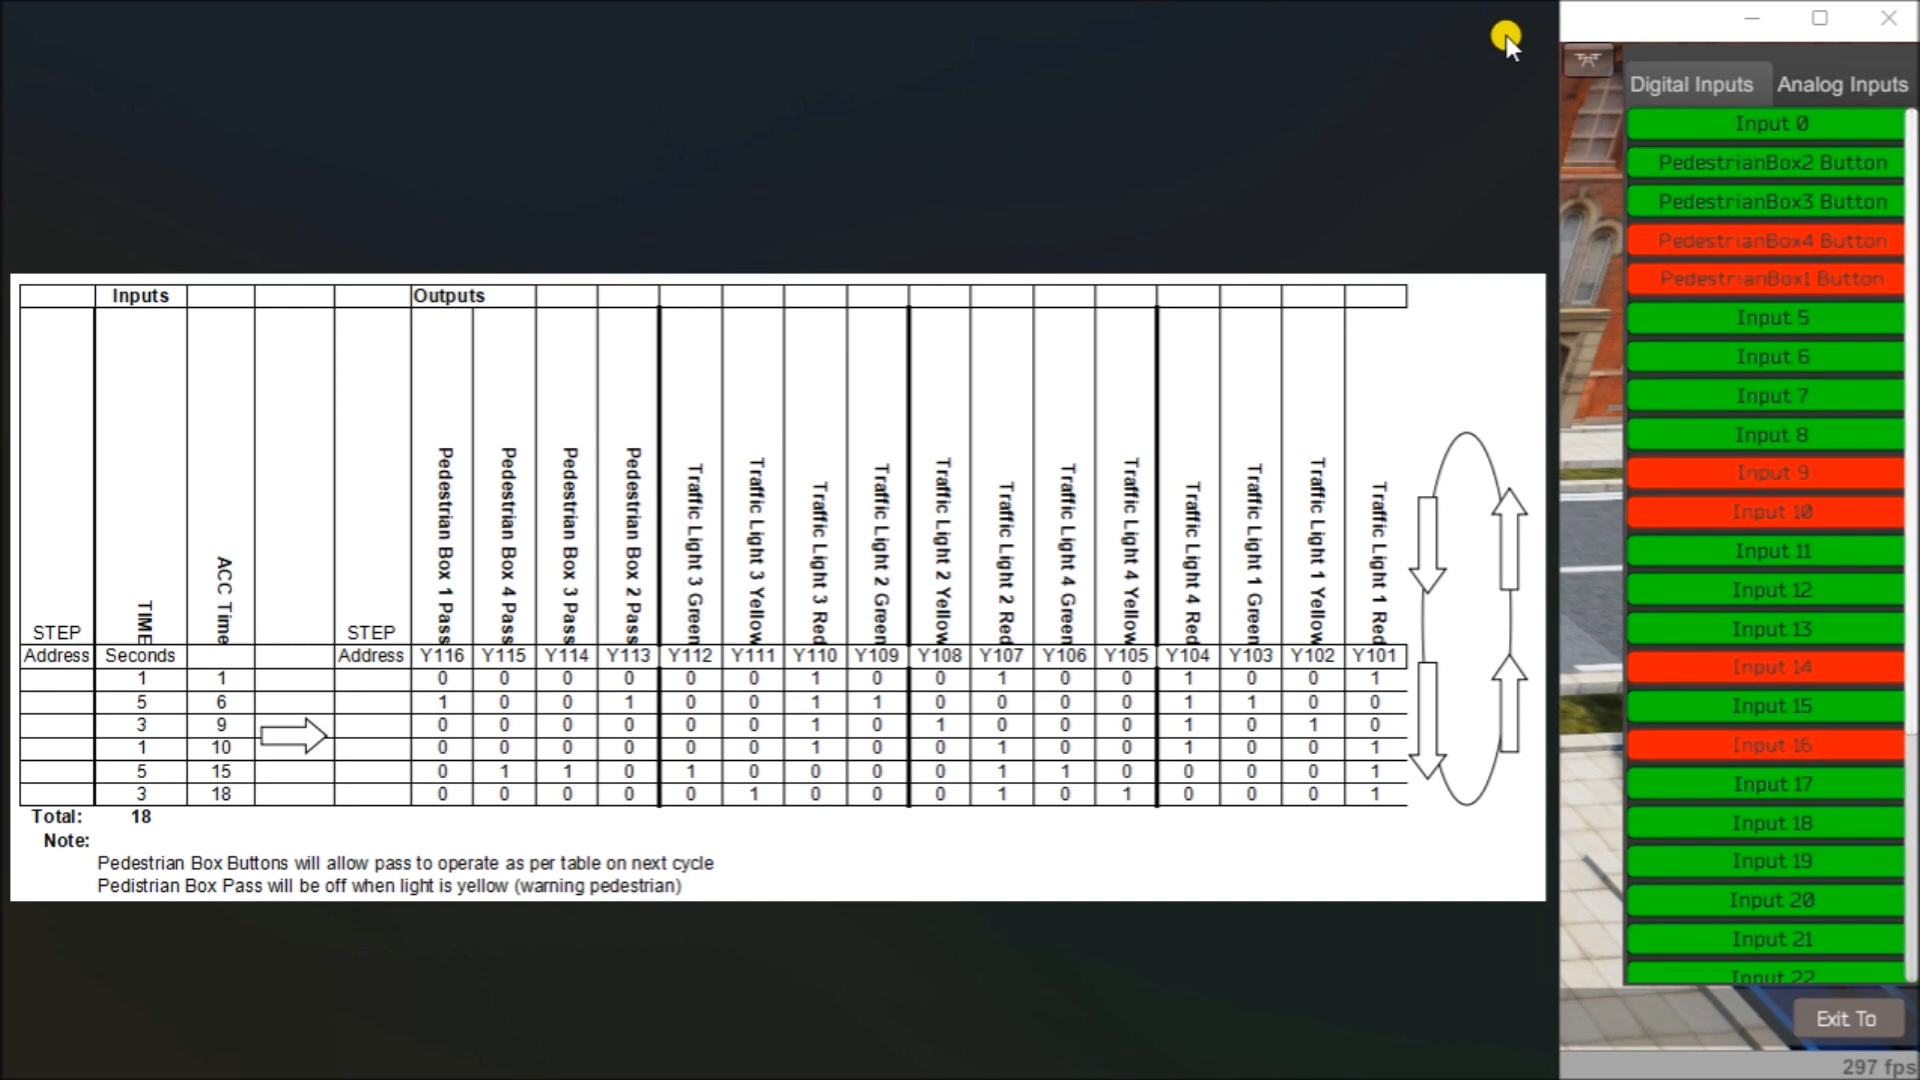 Inputs Outputs
STEP TIME ACC Time STEP Pedestrian Box 1 Pass Pedestrian Box 4 Pass Pedestrian Box 3 Pass Pedestrian Box 2 Pass Traffic Light 3 Green Traffic Light 3 Yellow Traffic Light 3 Red Traffic Light 2 Green Traffic Light 2 Yellow Traffic Light 2 Red Traffic Light 4 Green Traffic Light 4 Yellow Traffic Light 4 Red Traffic Light 1 Green Traffic Light 1 Yellow Traffic Light 1 Red
Address Seconds Address Y116 Y115 Y114 Y113 Y112 Y111 Y110 Y109 Y108 Y107 Y106 Y105 Y104 Y103 Y102 Y101
1 1 0 0 0 0 0 0 1 0 0 1 0 0 1 0 0 1
5 6 1 0 0 1 0 0 1 1 0 0 0 0 1 1 0 0
3 9 0 0 0 0 0 0 1 0 1 0 0 0 1 0 1 0
1 10 0 0 0 0 0 0 1 0 0 1 0 0 1 0 0 1
5 15 0 1 1 0 1 0 0 0 0 1 1 0 0 0 0 1
3 18 0 0 0 0 0 1 0 0 0 1 0 1 0 0 0 1
Total: 18
Note:
Pedestrian Box Buttons will allow pass to operate as per table on next cycle
Pedistrian Box Pass will be off when light is yellow (warning pedestrian)
Digital Inputs Analog Inputs
Input 0
PedestrianBox2 Button
PedestrianBox3 Button
PedestrianBox4 Button
PedestrianBox1 Button
Input 5
Input 6
Input 7
Input 8
Input 9
Input 10
Input 11
Input 12
Input 13
Input 14
Input 15
Input 16
Input 17
Input 18
Input 19
Input 20
Input 21
Input 22
Exit To
297 fps